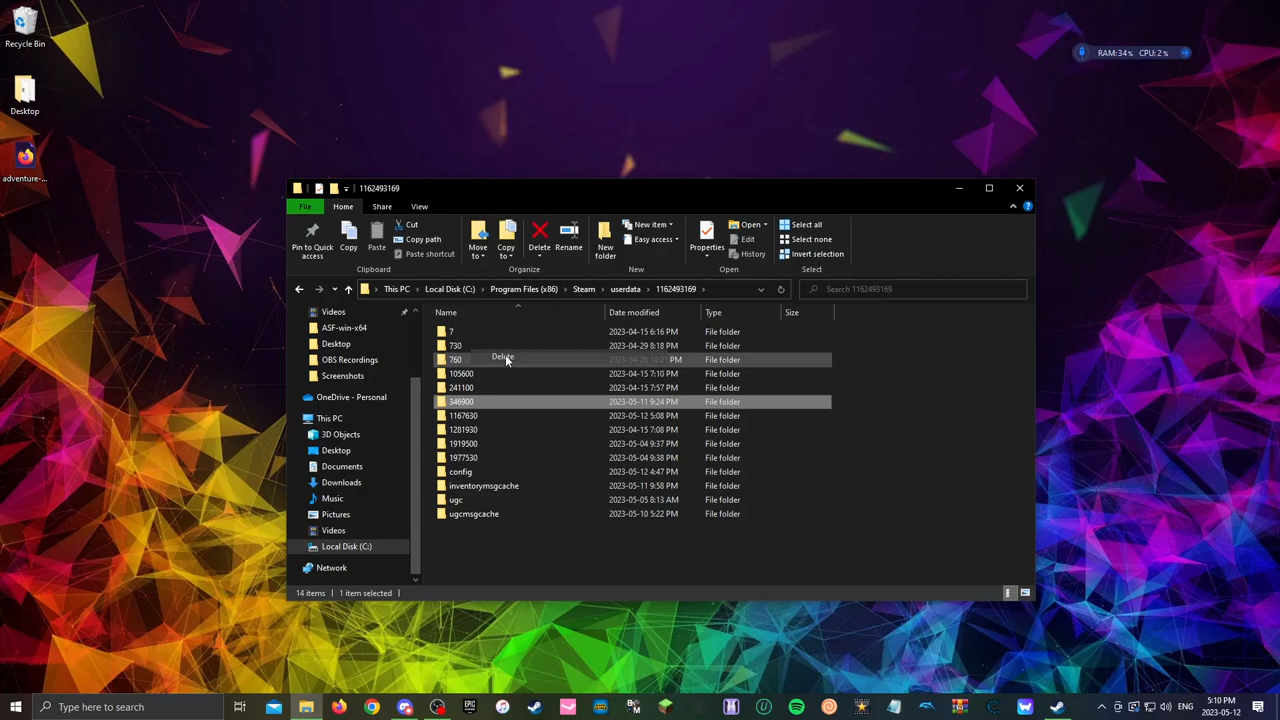 Recycle Bin
Desktop
adventure-...
RAM:34% CPU:2%
1162493169
File Home Share View
Pin to Quick access
Copy
Paste
Cut
Copy path
Paste shortcut
Clipboard
Move to
Copy to
Delete
Rename
Organize
New folder
New item
Easy access
New
Properties
Open
Edit
History
Open
Select all
Select none
Invert selection
Select
This PC > Local Disk (C:) > Program Files (x86) > Steam > userdata > 1162493169 >
Search 1162493169
Videos
ASF-win-x64
Desktop
OBS Recordings
Screenshots
OneDrive - Personal
This PC
3D Objects
Desktop
Documents
Downloads
Music
Pictures
Videos
Local Disk (C:)
Network
Name Date modified Type Size
7 2023-04-15 6:16 PM File folder
730 2023-04-29 8:18 PM File folder
760 2023-04-20 10:21 PM File folder
Delete
105600 2023-04-15 7:10 PM File folder
241100 2023-04-15 7:57 PM File folder
346900 2023-05-11 9:24 PM File folder
1167630 2023-05-12 5:08 PM File folder
1281930 2023-04-15 7:08 PM File folder
1919500 2023-05-04 9:37 PM File folder
1977530 2023-05-04 9:38 PM File folder
config 2023-05-12 4:47 PM File folder
inventorymsgcache 2023-05-11 9:58 PM File folder
ugc 2023-05-05 8:13 AM File folder
ugcmsgcache 2023-05-10 5:22 PM File folder
14 items 1 item selected
Type here to search
ENG
5:10 PM
2023-05-12